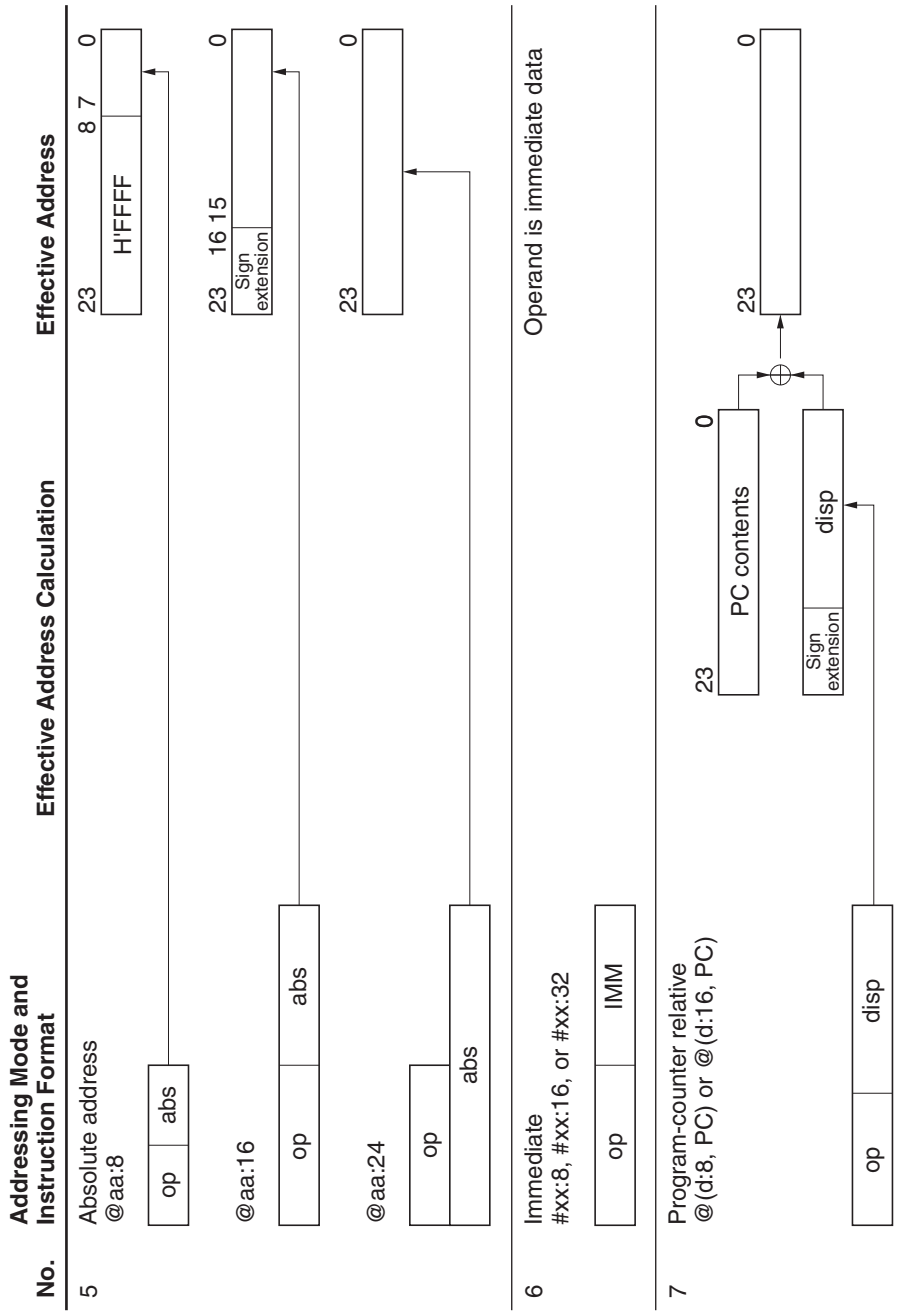 Addressing Mode and
No. Instruction Format Effective Address Calculation Effective Address
5 Absolute address
@aa:8
op abs
23 8 7 0
H'FFFF
@aa:16
op abs
23 16 15 0
Sign
extension
@aa:24
op
abs
23 0
6 Immediate
#xx:8, #xx:16, or #xx:32
op IMM
Operand is immediate data
7 Program-counter relative
@(d:8, PC) or @(d:16, PC)
23 0
PC contents
Sign
extension
disp
23 0
op disp